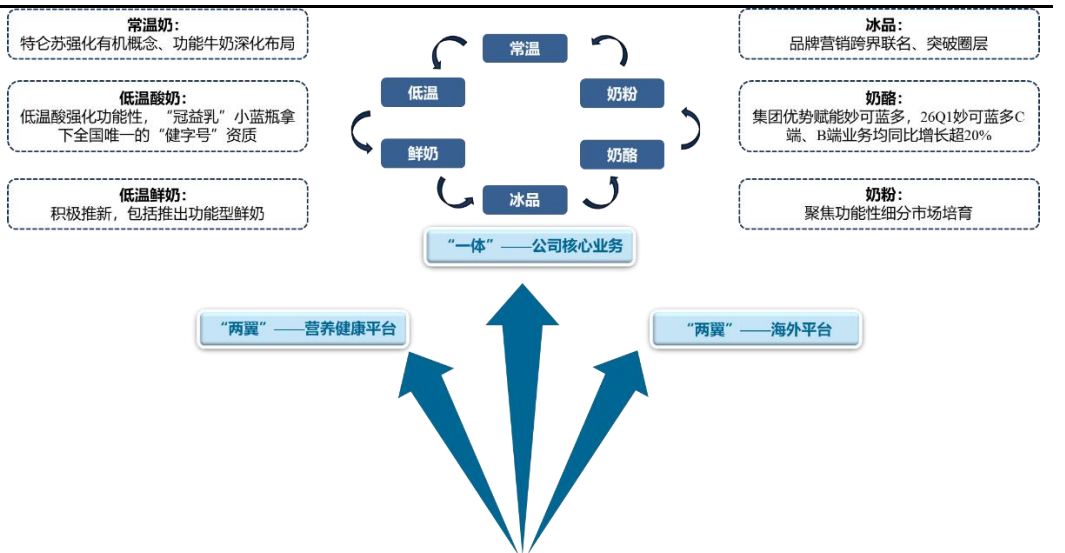 常温奶：
特仑苏强化有机概念、功能牛奶深化布局
低温酸奶：
低温酸强化功能性，“冠益乳”小蓝瓶拿
下全国唯一的“健字号”资质
低温鲜奶：
积极推新，包括推出功能型鲜奶
常温
低温
奶粉
鲜奶
奶酪
冰品
冰品：
品牌营销跨界联名、突破圈层
奶酪：
集团优势赋能妙可蓝多，26Q1妙可蓝多C
端、B端业务均同比增长超20%
奶粉：
聚焦功能性细分市场培育
“一体”——公司核心业务
“两翼”——营养健康平台
“两翼”——海外平台